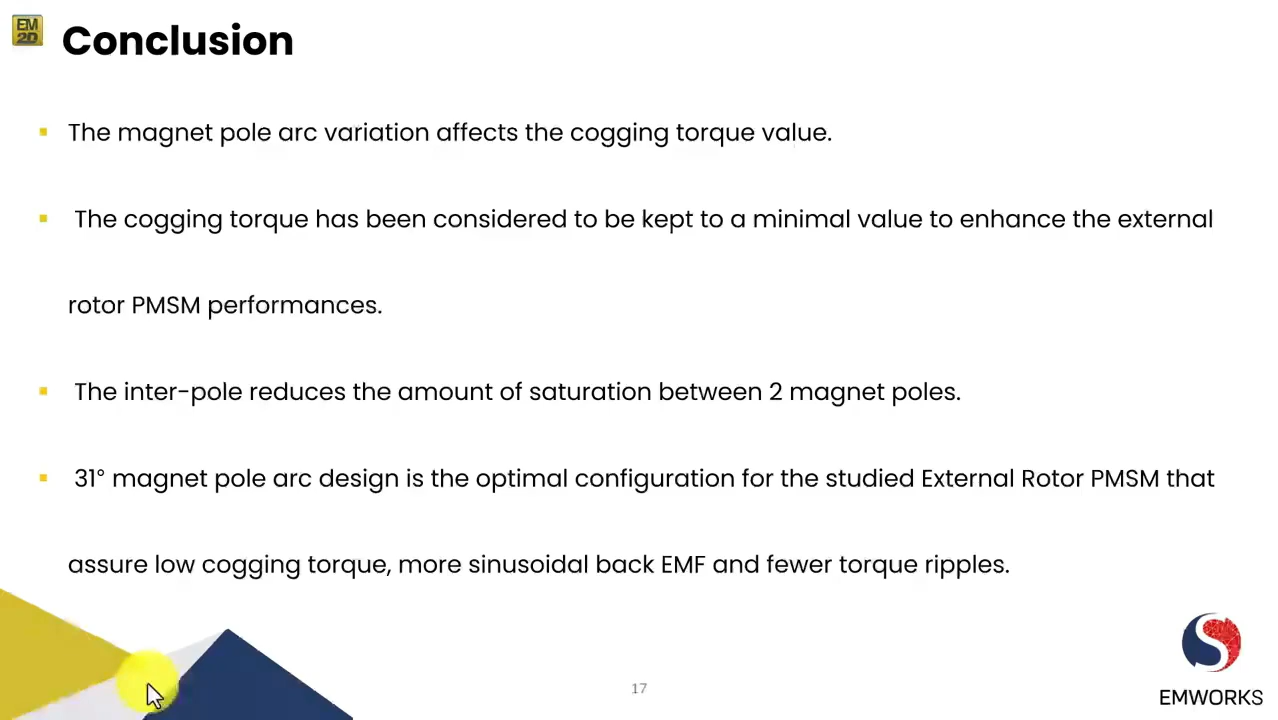 EM
2D
Conclusion
The magnet pole arc variation affects the cogging torque value.
The cogging torque has been considered to be kept to a minimal value to enhance the external
rotor PMSM performances.
The inter-pole reduces the amount of saturation between 2 magnet poles.
31° magnet pole arc design is the optimal configuration for the studied External Rotor PMSM that
assure low cogging torque, more sinusoidal back EMF and fewer torque ripples.
17
EMWORKS